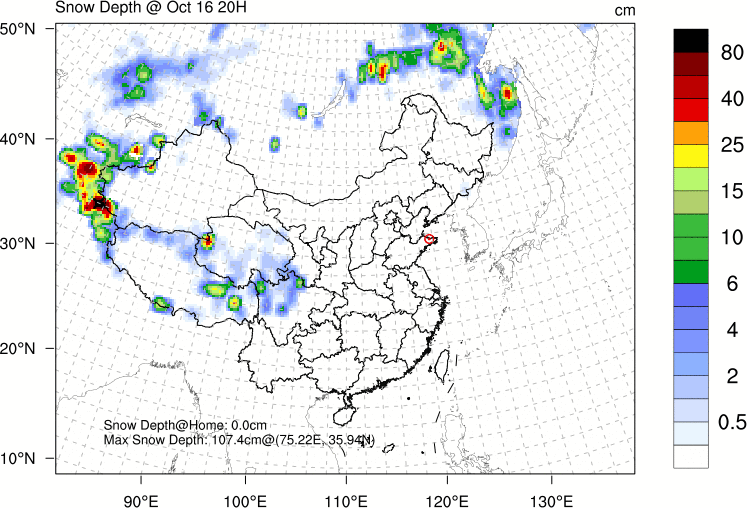 Snow Depth @ Oct 16 20H
cm
50°N
40°N
30°N
20°N
10°N
80
40
25
15
10
6
4
2
0.5
Snow Depth@Home: 0.0cm
Max Snow Depth: 107.4cm@(75.22E, 35.94N)
90°E
100°E
110°E
120°E
130°E